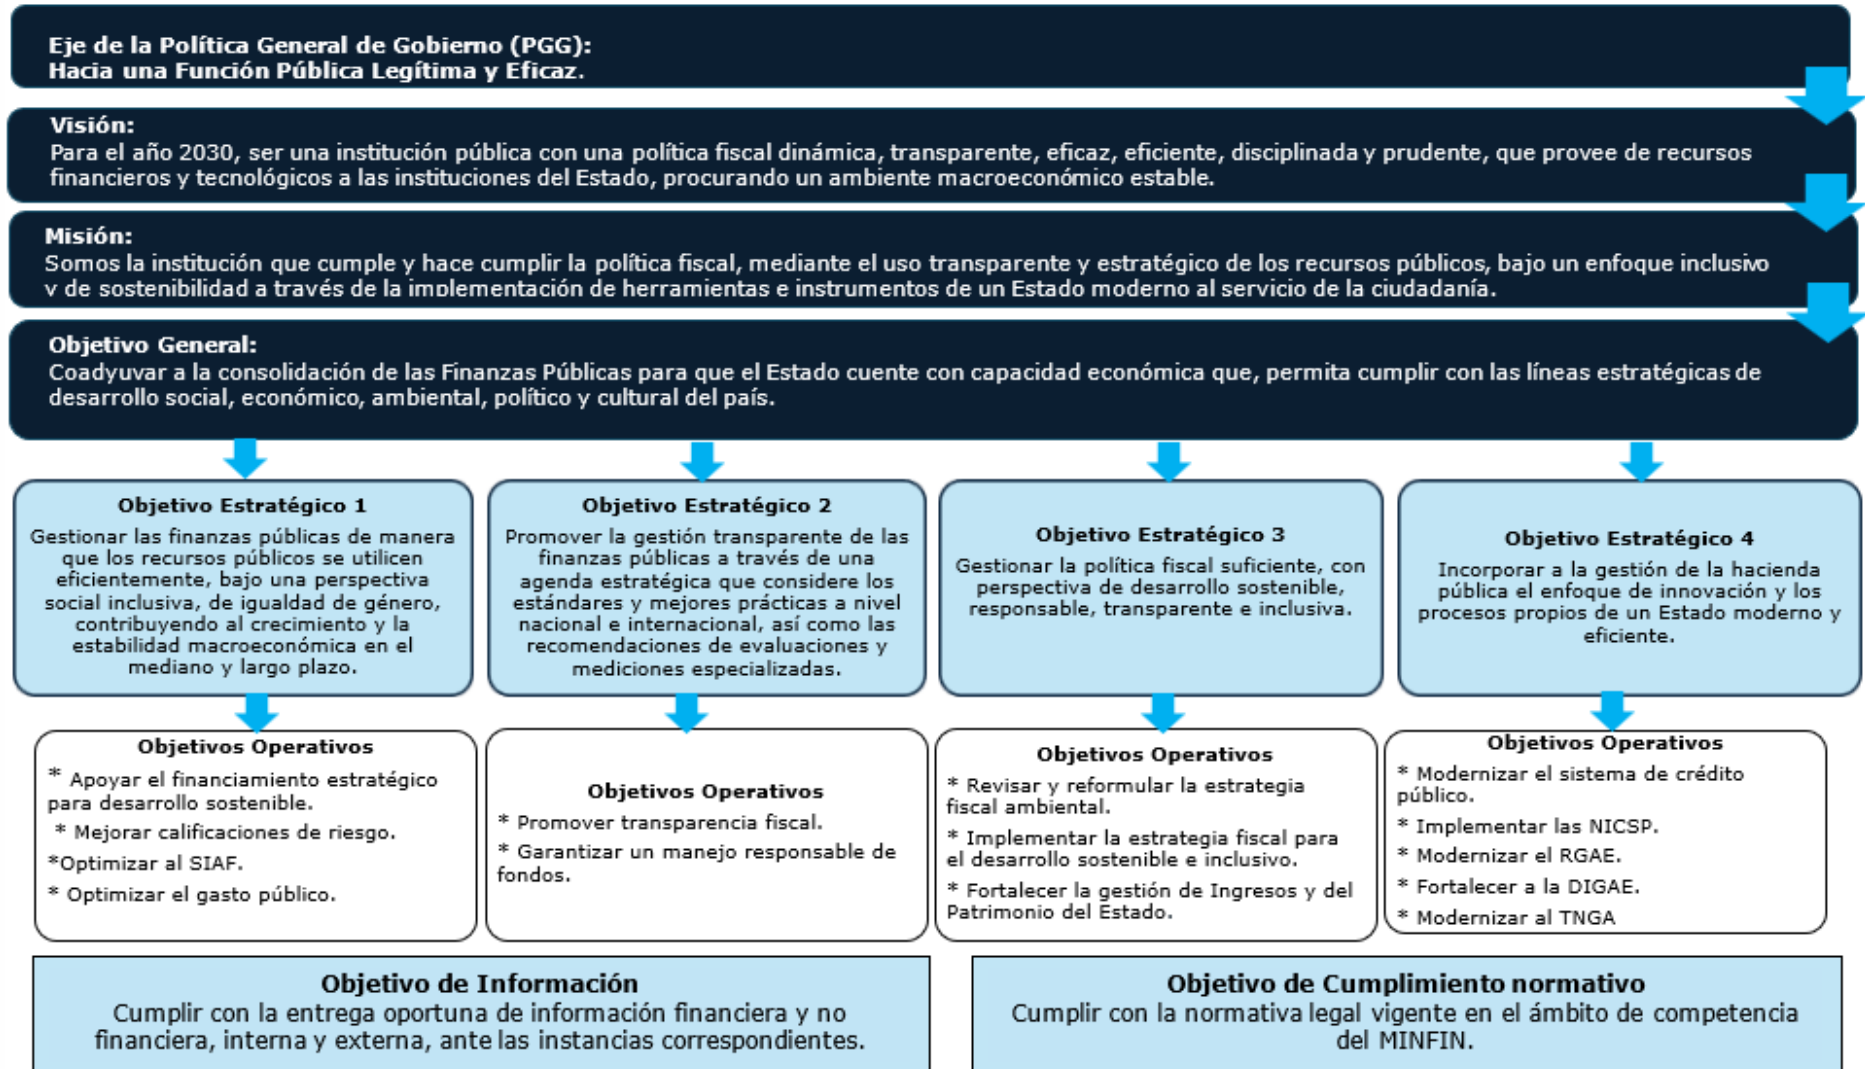 Eje de la Política General de Gobierno (PGG):
Hacia una Función Pública Legítima y Eficaz.
Visión:
Para el año 2030, ser una institución pública con una política fiscal dinámica, transparente, eficaz, eficiente, disciplinada y prudente, que provee de recursos
financieros y tecnológicos a las instituciones del Estado, procurando un ambiente macroeconómico estable.
Misión:
Somos la institución que cumple y hace cumplir la política fiscal, mediante el uso transparente y estratégico de los recursos públicos, bajo un enfoque inclusivo
y de sostenibilidad a través de la implementación de herramientas e instrumentos de un Estado moderno al servicio de la ciudadanía.
Objetivo General:
Coadyuvar a la consolidación de las Finanzas Públicas para que el Estado cuente con capacidad económica que, permita cumplir con las líneas estratégicas de
desarrollo social, económico, ambiental, político y cultural del país.
Objetivo Estratégico 1
Gestionar las finanzas públicas de manera
que los recursos públicos se utilicen
eficientemente, bajo una perspectiva
social inclusiva, de igualdad de género,
contribuyendo al crecimiento y la
estabilidad macroeconómica en el
mediano y largo plazo.
Objetivo Estratégico 2
Promover la gestión transparente de las
finanzas públicas a través de una
agenda estratégica que considere los
estándares y mejores prácticas a nivel
nacional e internacional, así como las
recomendaciones de evaluaciones y
mediciones especializadas.
Objetivo Estratégico 3
Gestionar la política fiscal suficiente, con
perspectiva de desarrollo sostenible,
responsable, transparente e inclusiva.
Objetivo Estratégico 4
Incorporar a la gestión de la hacienda
pública el enfoque de innovación y los
procesos propios de un Estado moderno y
eficiente.
Objetivos Operativos
* Apoyar el financiamiento estratégico
para desarrollo sostenible.
* Mejorar calificaciones de riesgo.
*Optimizar al SIAF.
* Optimizar el gasto público.
Objetivos Operativos
* Promover transparencia fiscal.
* Garantizar un manejo responsable de
fondos.
Objetivos Operativos
* Revisar y reformular la estrategia
fiscal ambiental.
* Implementar la estrategia fiscal para
el desarrollo sostenible e inclusivo.
* Fortalecer la gestión de Ingresos y del
Patrimonio del Estado.
Objetivos Operativos
* Modernizar el sistema de crédito
público.
* Implementar las NICSP.
* Modernizar el RGAE.
* Fortalecer a la DIGAE.
* Modernizar al TNGA
Objetivo de Información
Cumplir con la entrega oportuna de información financiera y no
financiera, interna y externa, ante las instancias correspondientes.
Objetivo de Cumplimiento normativo
Cumplir con la normativa legal vigente en el ámbito de competencia
del MINFIN.